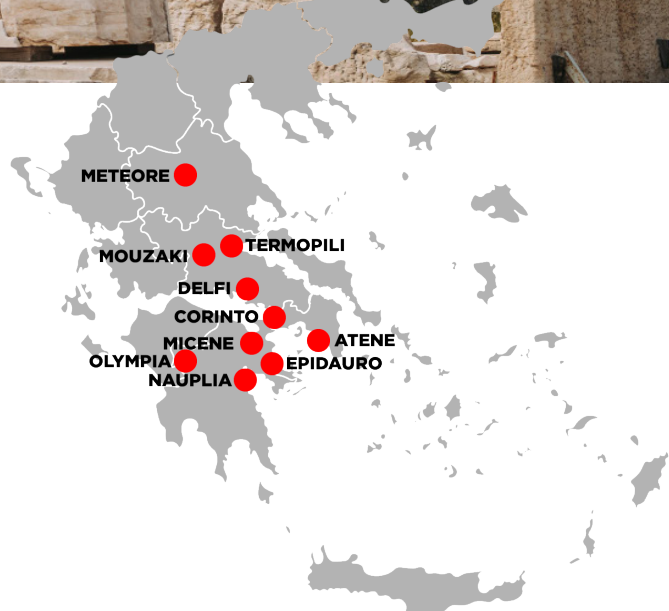 METEORE
TERMOPILI
MOUZAKI
DELFI
CORINTO
ATENE
MICENE
OLYMPIA
EPIDAURO
NAUPLIA